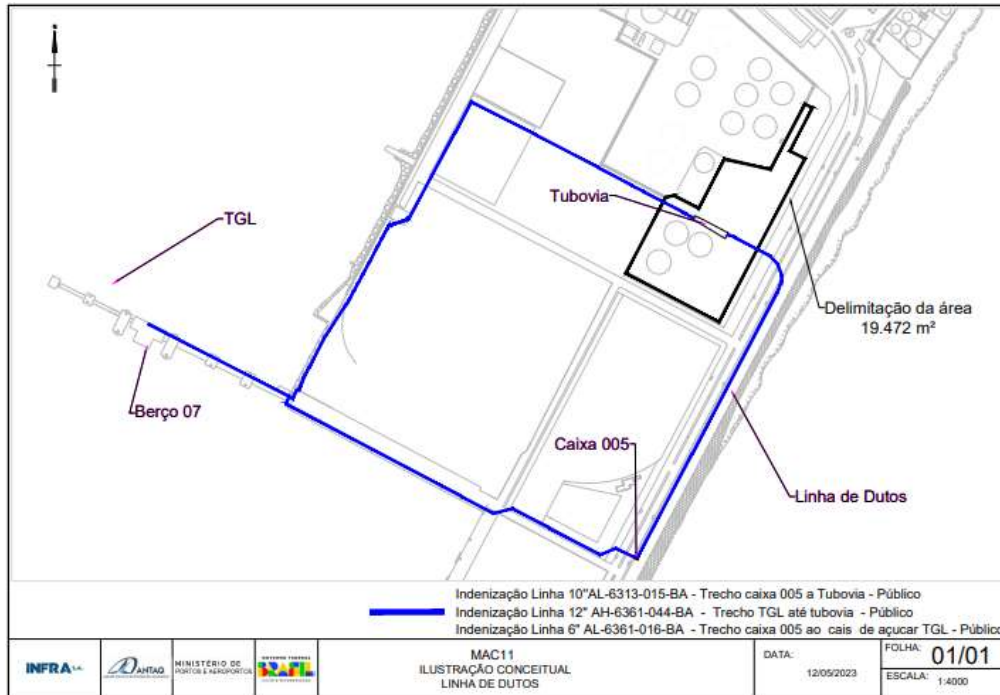 TGL
Tubovia
Delimitação da área
19.472 m²
Berço 07
Caixa 005
Linha de Dutos
Indenização Linha 10"AL-6313-015-BA - Trecho caixa 005 a Tubovia - Público
Indenização Linha 12" AH-6361-044-BA - Trecho TGL até tubovia - Público
Indenização Linha 6" AL-6361-016-BA - Trecho caixa 005 ao cais de açucar TGL - Público
INFRA S.A.
ANTAQ
MINISTÉRIO DE
PORTOS E AEROPORTOS
GOVERNO FEDERAL
BRASIL
MAC11
ILUSTRAÇÃO CONCEITUAL
LINHA DE DUTOS
DATA:
12/05/2023
FOLHA:
01/01
ESCALA:
1:4000